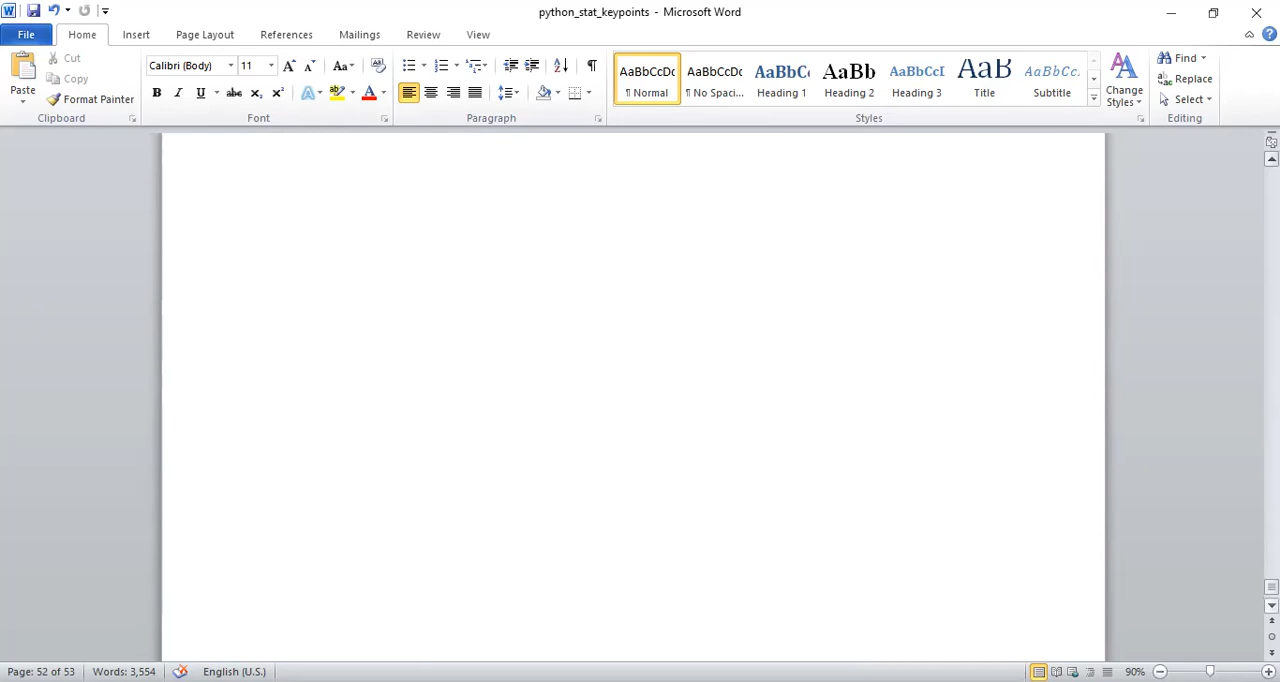 python_stat_keypoints - Microsoft Word
File Home Insert Page Layout References Mailings Review View
Paste
Cut
Copy
Format Painter
Clipboard
Calibri (Body) 11
Font
Paragraph
AaBbCcDc AaBbCcDc AaBbCc AaBb AaBbCcI AaB AaBbCc.
¶ Normal ¶ No Spaci... Heading 1 Heading 2 Heading 3 Title Subtitle
Change
Styles
Styles
Find
Replace
Select
Editing
Page: 52 of 53 Words: 3,554 English (U.S.) 90%